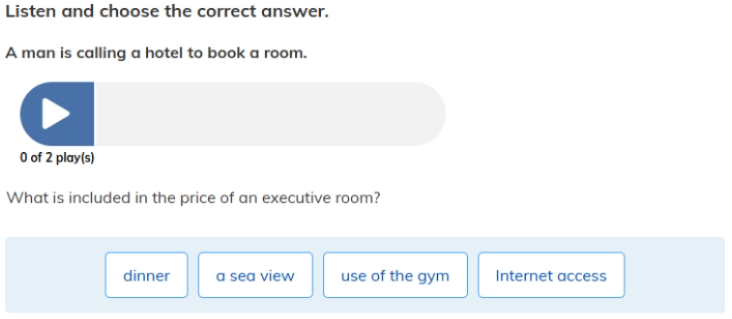 Listen and choose the correct answer.
A man is calling a hotel to book a room.
0 of 2 play(s)
What is included in the price of an executive room?
dinner
a sea view
use of the gym
Internet access